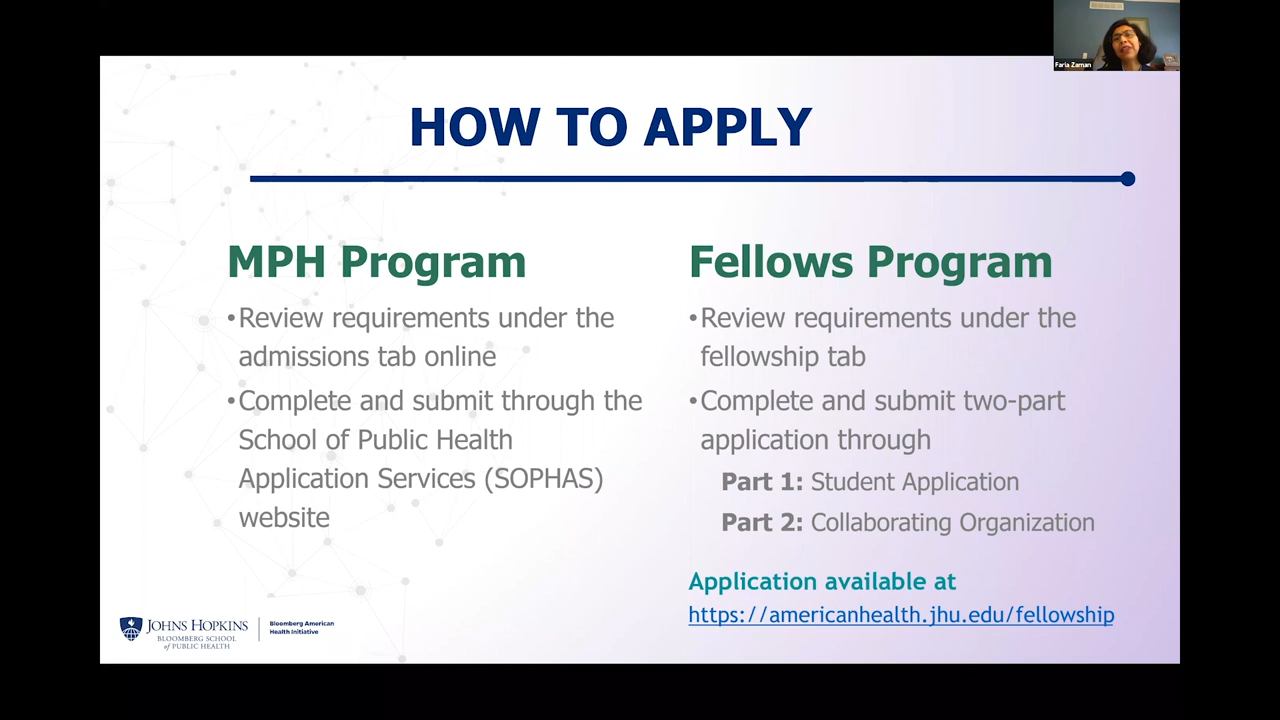 Faria Zaman
HOW TO APPLY
MPH Program
•Review requirements under the
admissions tab online
•Complete and submit through the
School of Public Health
Application Services (SOPHAS)
website
Fellows Program
•Review requirements under the
fellowship tab
•Complete and submit two-part
application through
Part 1: Student Application
Part 2: Collaborating Organization
Application available at
https://americanhealth.jhu.edu/fellowship
JOHNS HOPKINS
BLOOMBERG SCHOOL
of PUBLIC HEALTH
Bloomberg American
Health Initiative